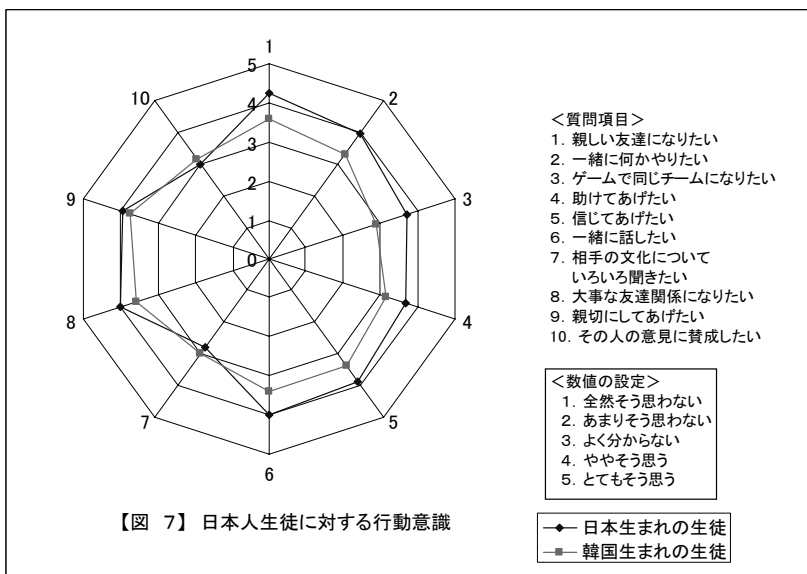 1
2
3
4
5
6
7
8
9
10
5
4
3
2
1
0
<質問項目>
1. 親しい友達になりたい
2. 一緒に何かやりたい
3. ゲームで同じチームになりたい
4. 助けてあげたい
5. 信じてあげたい
6. 一緒に話したい
7. 相手の文化について
いろいろ聞きたい
8. 大事な友達関係になりたい
9. 親切にしてあげたい
10. その人の意見に賛成したい
<数値の設定>
1. 全然そう思わない
2. あまりそう思わない
3. よく分からない
4. ややそう思う
5. とてもそう思う
【図 7】 日本人生徒に対する行動意識
日本生まれの生徒
韓国生まれの生徒